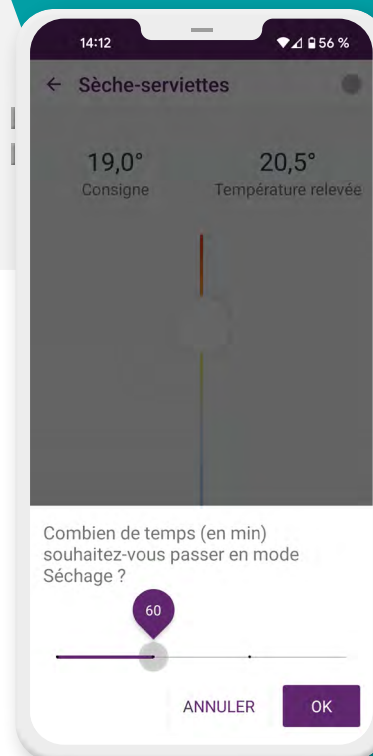 14:12 56 %
← Sèche-serviettes
19,0° 20,5°
Consigne Température relevée
Combien de temps (en min)
souhaitez-vous passer en mode
Séchage ?
60
ANNULER OK